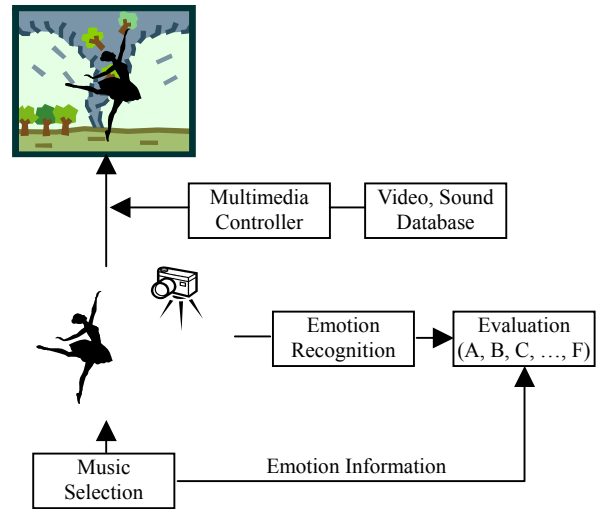 Multimedia
Controller
Video, Sound
Database
Emotion
Recognition
Evaluation
(A, B, C, …, F)
Music
Selection
Emotion Information